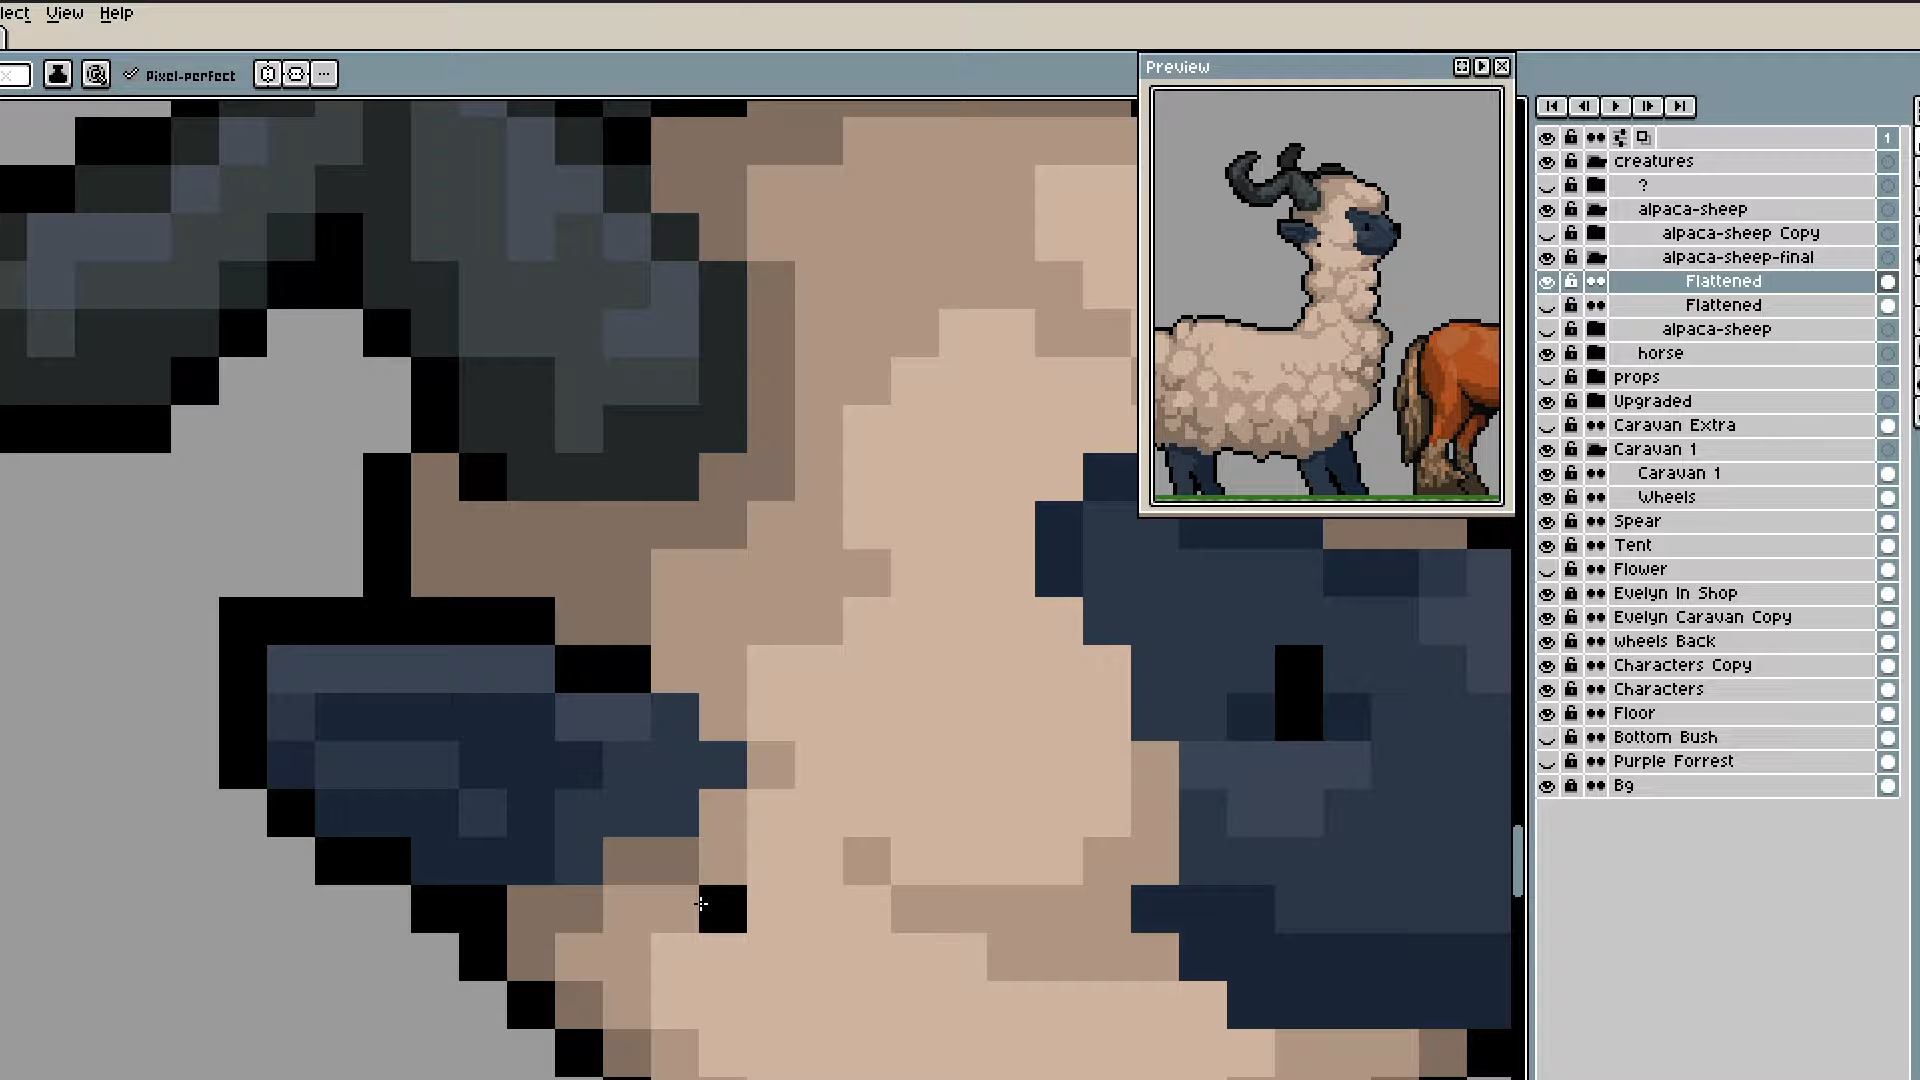 lect View Help
Pixel-perfect
Preview
1
creatures
?
alpaca-sheep
alpaca-sheep Copy
alpaca-sheep-final
Flattened
Flattened
alpaca-sheep
horse
props
Upgraded
Caravan Extra
Caravan 1
Caravan 1
Wheels
Spear
Tent
Flower
Evelyn In Shop
Evelyn Caravan Copy
wheels Back
Characters Copy
Characters
Floor
Bottom Bush
Purple Forrest
Bg